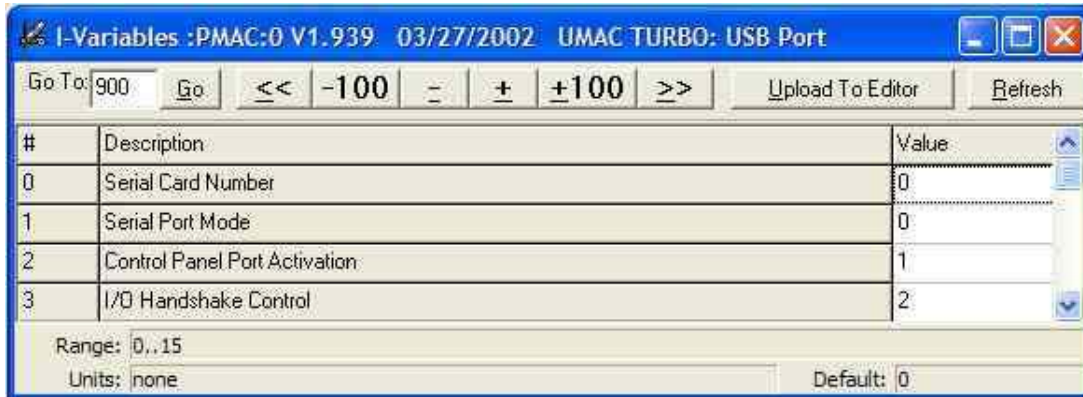 I-Variables :PMAC:0 V1.939 03/27/2002 UMAC TURBO: USB Port
Go To: 900 Go << -100 - + +100 >> Upload To Editor Refresh
# Description Value
0 Serial Card Number 0
1 Serial Port Mode 0
2 Control Panel Port Activation 1
3 I/O Handshake Control 2
Range: 0..15
Units: none Default: 0